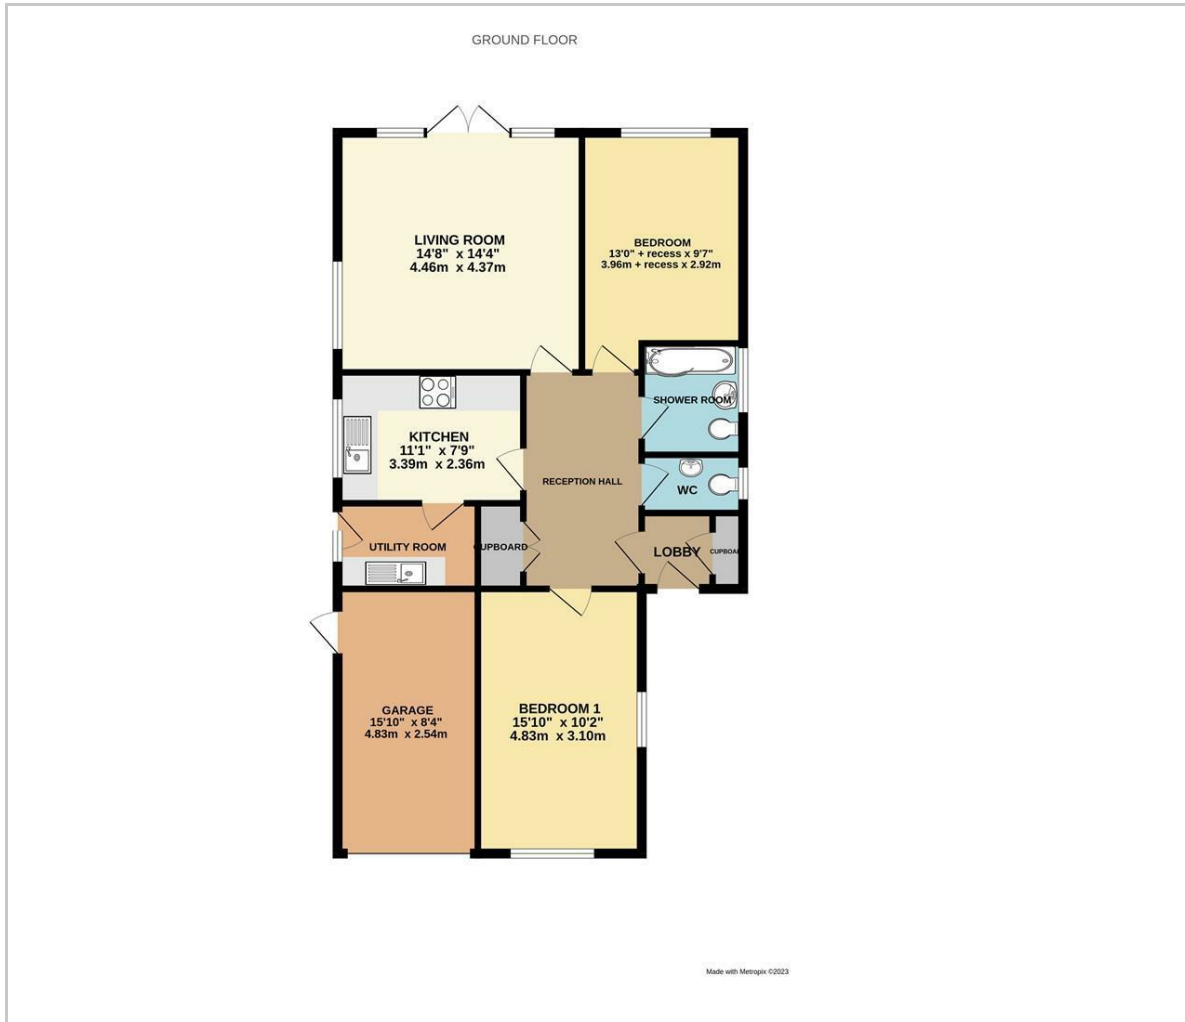 GROUND FLOOR
LIVING ROOM
14'8" x 14'4"
4.46m x 4.37m
BEDROOM
13'0" + recess x 9'7"
3.96m + recess x 2.92m
SHOWER ROOM
KITCHEN
11'1" x 7'9"
3.39m x 2.36m
RECEPTION HALL
WC
UTILITY ROOM
CUPBOARD
LOBBY
CUPBOARD
GARAGE
15'10" x 8'4"
4.83m x 2.54m
BEDROOM 1
15'10" x 10'2"
4.83m x 3.10m
Made with Metropix ©2023